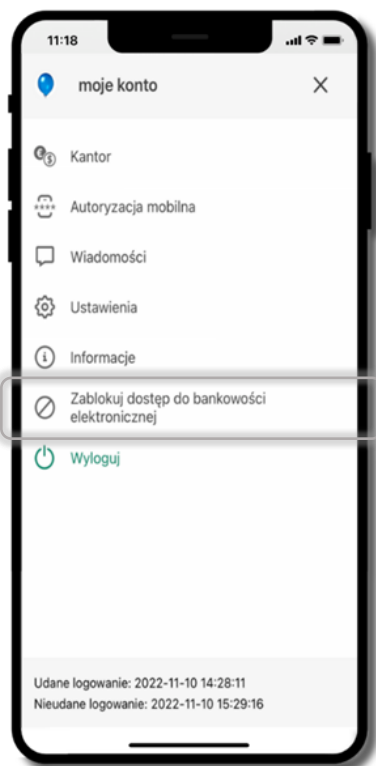 11:18
moje konto
Kantor
Autoryzacja mobilna
Wiadomości
Ustawienia
Informacje
Zablokuj dostęp do bankowości
elektronicznej
Wyloguj
Udane logowanie: 2022-11-10 14:28:11
Nieudane logowanie: 2022-11-10 15:29:16